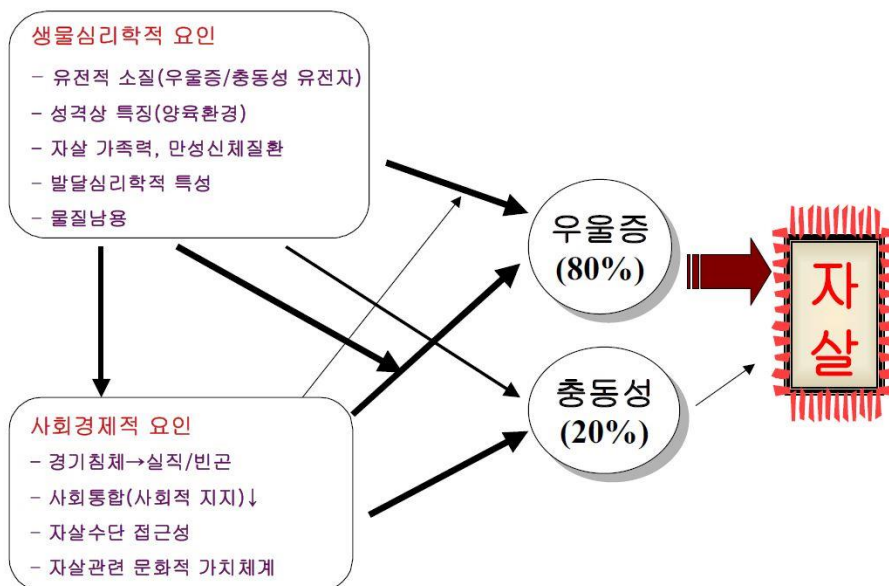 생물심리학적 요인
– 유전적 소질(우울증/충동성 유전자)
– 성격상 특징(양육환경)
– 자살 가족력, 만성신체질환
– 발달심리학적 특성
– 물질남용
우울증
(80%)
자
살
충동성
(20%)
사회경제적 요인
– 경기침체→실직/빈곤
– 사회통합(사회적 지지)↓
– 자살수단 접근성
– 자살관련 문화적 가치체계